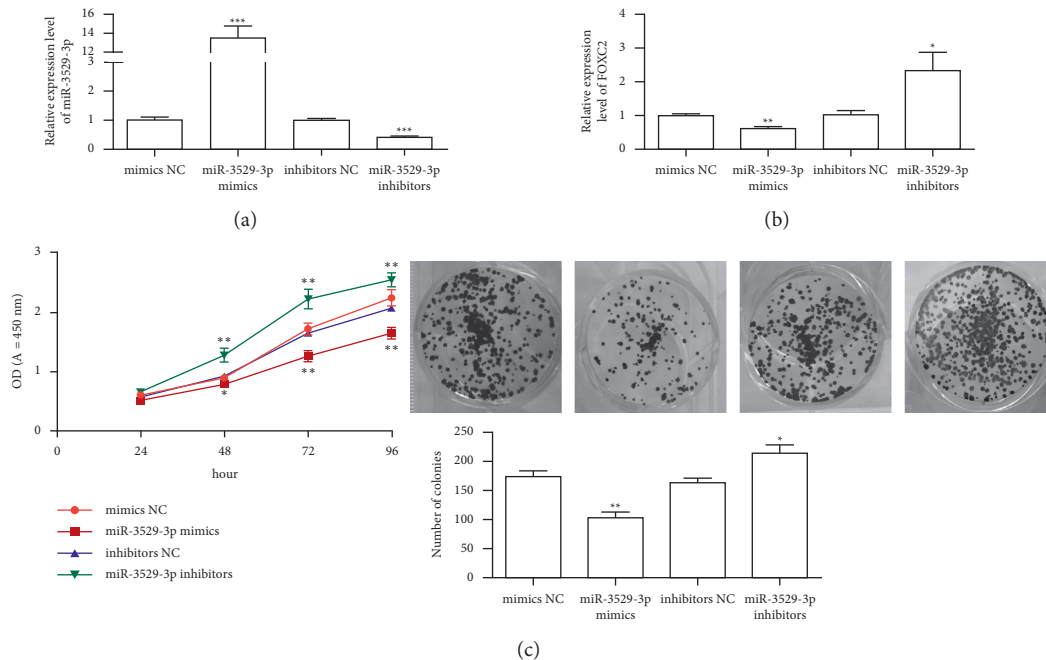 Relative expression level
of miR-3529-3p
16
14
12
3
2
1
0
***
***
mimics NC
miR-3529-3p
mimics
inhibitors NC
miR-3529-3p
inhibitors
(a)
Relative expression
level of FOXC2
4
3
2
1
0
**
*
mimics NC
miR-3529-3p
mimics
inhibitors NC
miR-3529-3p
inhibitors
(b)
OD (A = 450 nm)
3
2
1
0
**
*
**
**
**
**
0
24
48
72
96
hour
mimics NC
miR-3529-3p mimics
inhibitors NC
miR-3529-3p inhibitors
Number of colonies
250
200
150
100
50
0
**
*
mimics NC
miR-3529-3p
mimics
inhibitors NC
miR-3529-3p
inhibitors
(c)